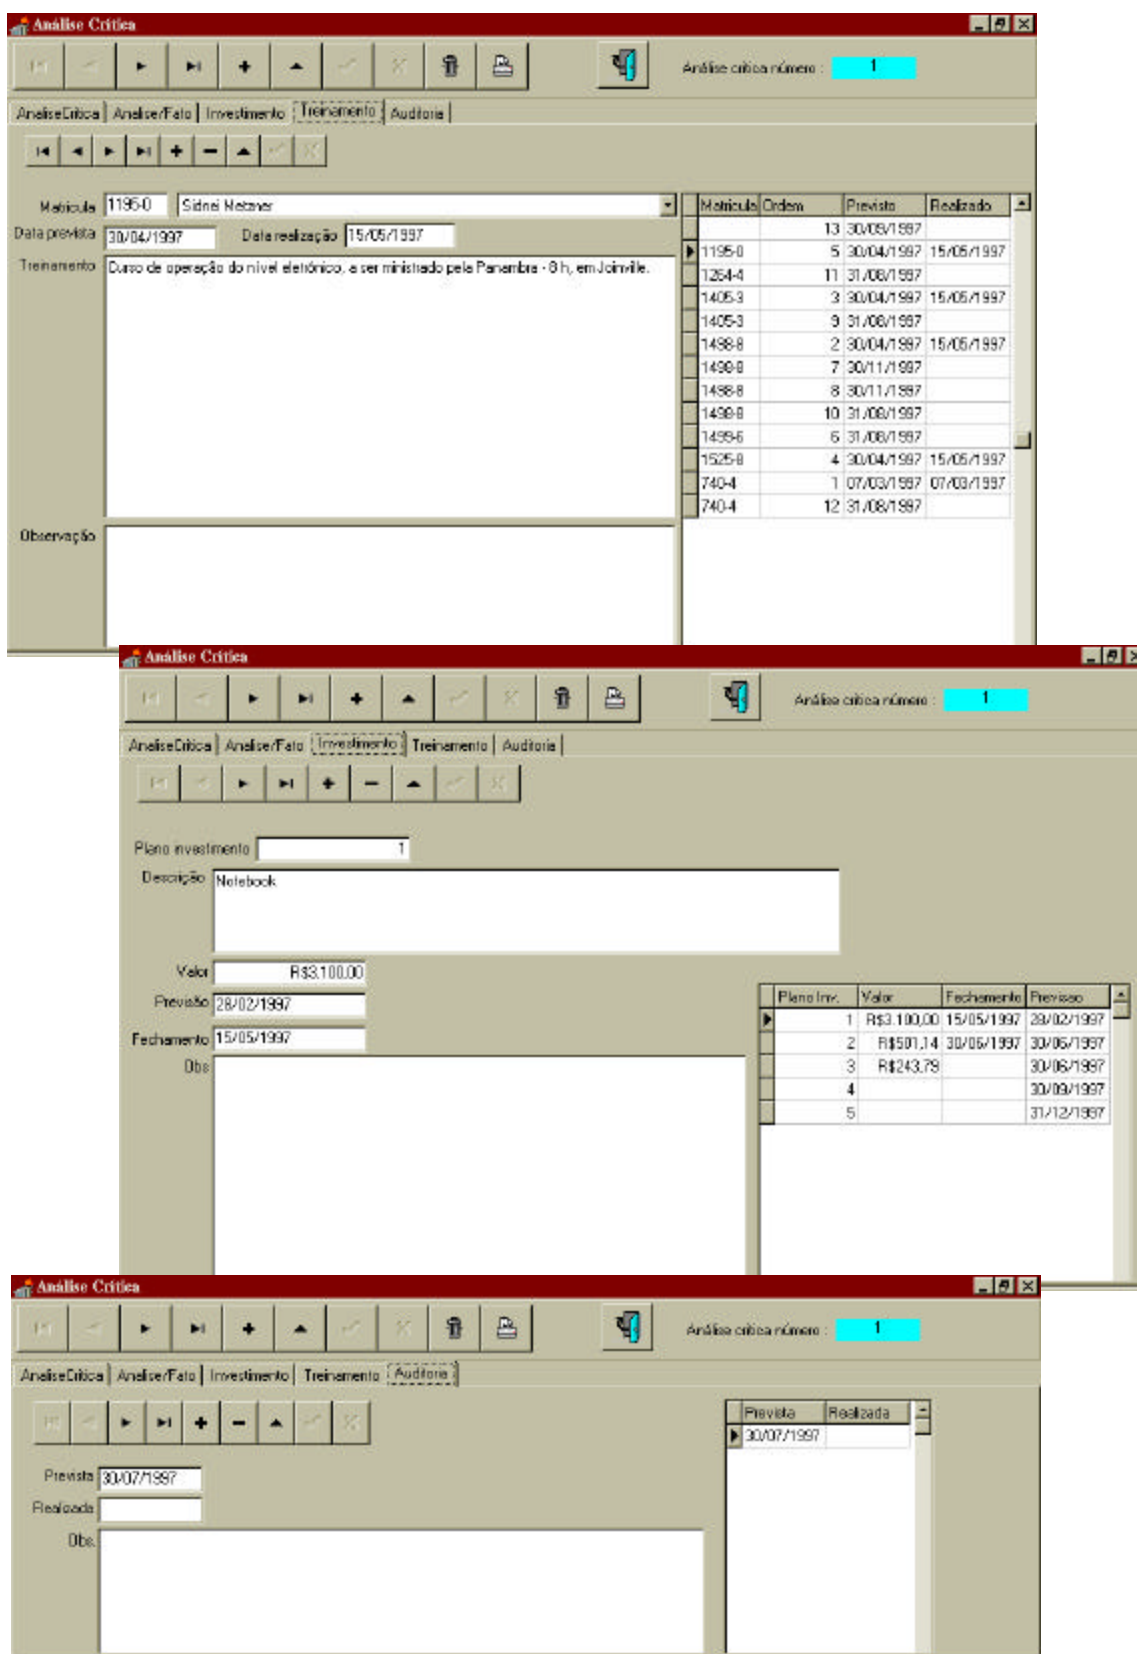 Análise Crítica
Análise crítica número : 1
AnaliseCritica Analise/Fato Investimento Treinamento Auditoria
Matricula 1195-0 Sidnei Metzner
Data prevista 30/04/1997 Data realização 15/05/1997
Treinamento Curso de operação do nível eletrônico, a ser ministrado pela Panambra - 8 h, em Joinville.
Observação
Matricula Ordem Previsto Realizado
13 30/09/1997
1195-0 5 30/04/1997 15/05/1997
1264-4 11 31/08/1997
1405-3 3 30/04/1997 15/05/1997
1405-3 9 31/08/1997
1498-8 2 30/04/1997 15/05/1997
1498-8 7 30/11/1997
1498-8 8 30/11/1997
1498-8 10 31/08/1997
1499-6 6 31/08/1997
1525-8 4 30/04/1997 15/05/1997
740-4 1 07/03/1997 07/03/1997
740-4 12 31/08/1997
Análise Crítica
Análise crítica número : 1
AnaliseCritica Analise/Fato Investimento Treinamento Auditoria
Plano investimento 1
Descrição Notebook
Valor R$3.100,00
Previsão 28/02/1997
Fechamento 15/05/1997
Obs
Plano Inv. Valor Fechamento Previsao
1 R$3.100,00 15/05/1997 28/02/1997
2 R$501,14 30/06/1997 30/06/1997
3 R$243,79 30/06/1997
4 30/09/1997
5 31/12/1997
Análise Crítica
Análise crítica número : 1
AnaliseCritica Analise/Fato Investimento Treinamento Auditoria
Prevista 30/07/1997
Realizada
Obs.
Prevista Realizada
30/07/1997